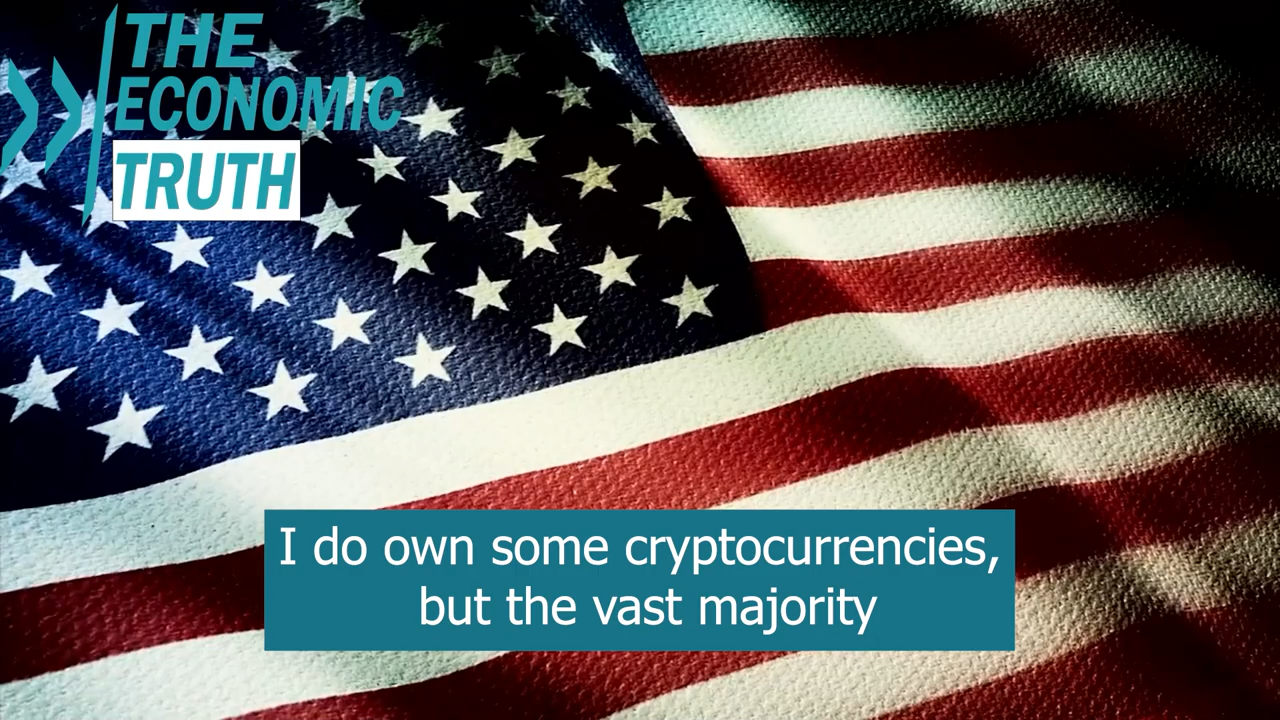 THE
ECONOMIC
TRUTH
I do own some cryptocurrencies,
but the vast majority